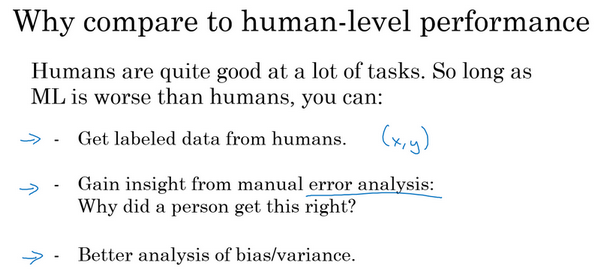 Why compare to human-level performance
Humans are quite good at a lot of tasks. So long as
ML is worse than humans, you can:
- Get labeled data from humans. (x,y)
- Gain insight from manual error analysis:
Why did a person get this right?
- Better analysis of bias/variance.